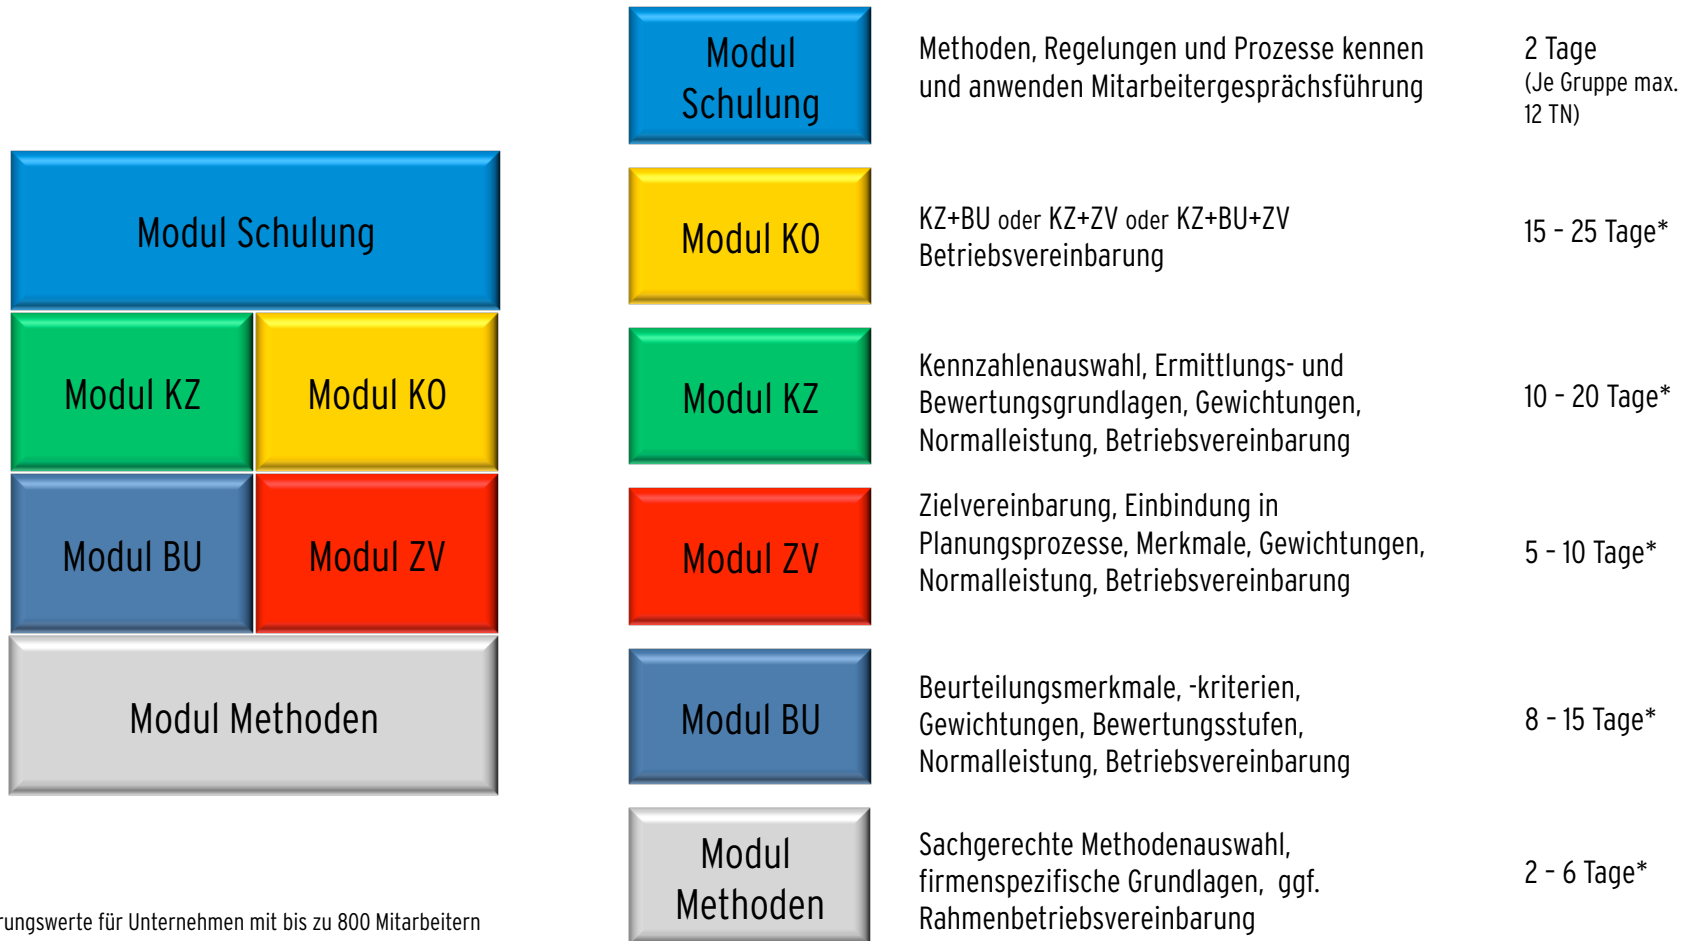 Modul Schulung
Modul KZ
Modul KO
Modul BU
Modul ZV
Modul Methoden
Modul
Schulung
Methoden, Regelungen und Prozesse kennen
und anwenden Mitarbeitergesprächsführung
2 Tage
(Je Gruppe max.
12 TN)
Modul KO
KZ+BU oder KZ+ZV oder KZ+BU+ZV
Betriebsvereinbarung
15 - 25 Tage*
Modul KZ
Kennzahlenauswahl, Ermittlungs- und
Bewertungsgrundlagen, Gewichtungen,
Normalleistung, Betriebsvereinbarung
10 - 20 Tage*
Modul ZV
Zielvereinbarung, Einbindung in
Planungsprozesse, Merkmale, Gewichtungen,
Normalleistung, Betriebsvereinbarung
5 - 10 Tage*
Modul BU
Beurteilungsmerkmale, -kriterien,
Gewichtungen, Bewertungsstufen,
Normalleistung, Betriebsvereinbarung
8 - 15 Tage*
Modul
Methoden
Sachgerechte Methodenauswahl,
firmenspezifische Grundlagen, ggf.
Rahmenbetriebsvereinbarung
2 - 6 Tage*
rungswerte für Unternehmen mit bis zu 800 Mitarbeitern